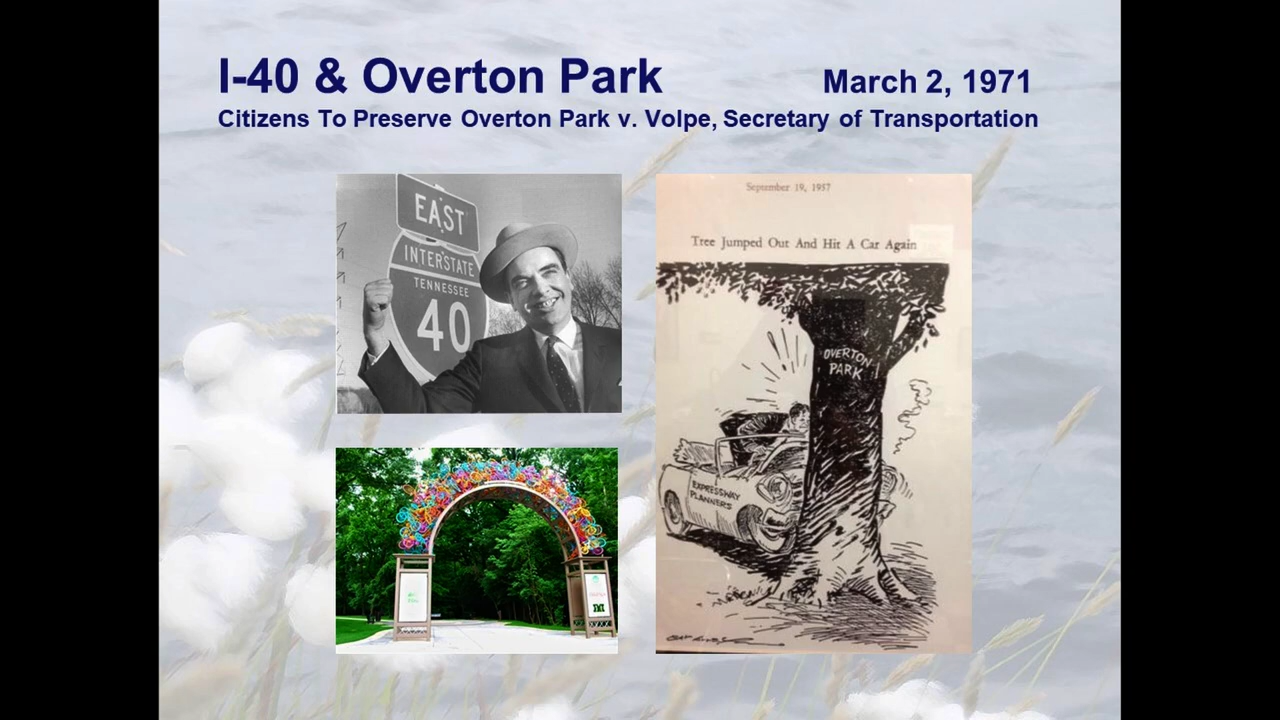 I-40 & Overton Park
March 2, 1971
Citizens To Preserve Overton Park v. Volpe, Secretary of Transportation
EAST
INTERSTATE
TENNESSEE
40
September 19, 1957
Tree Jumped Out And Hit A Car Again
OVERTON
PARK
EXPRESSWAY
PLANNERS